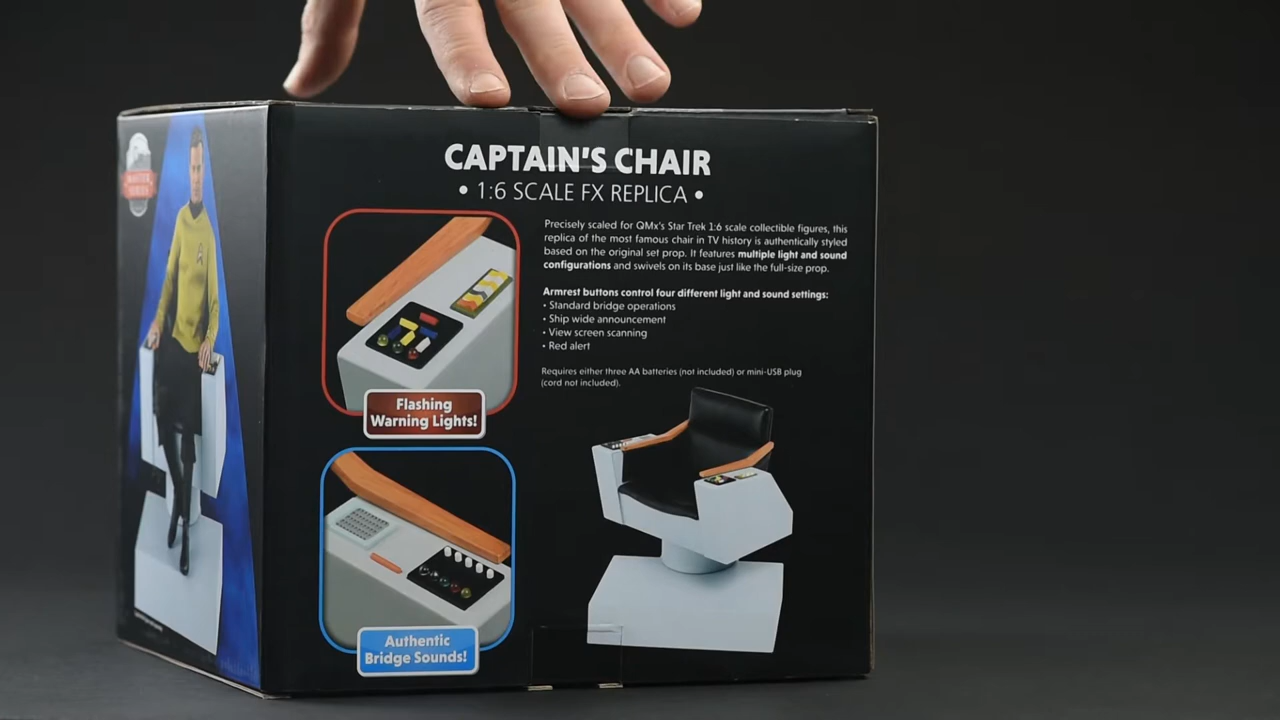 CAPTAIN'S CHAIR
• 1:6 SCALE FX REPLICA •
Precisely scaled for QMx's Star Trek 1:6 scale collectible figures, this
replica of the most famous chair in TV history is authentically styled
based on the original set prop. It features multiple light and sound
configurations and swivels on its base just like the full-size prop.
Armrest buttons control four different light and sound settings:
• Standard bridge operations
• Ship wide announcement
• View screen scanning
• Red alert
Requires either three AA batteries (not included) or mini-USB plug
(cord not included).
Flashing
Warning Lights!
Authentic
Bridge Sounds!